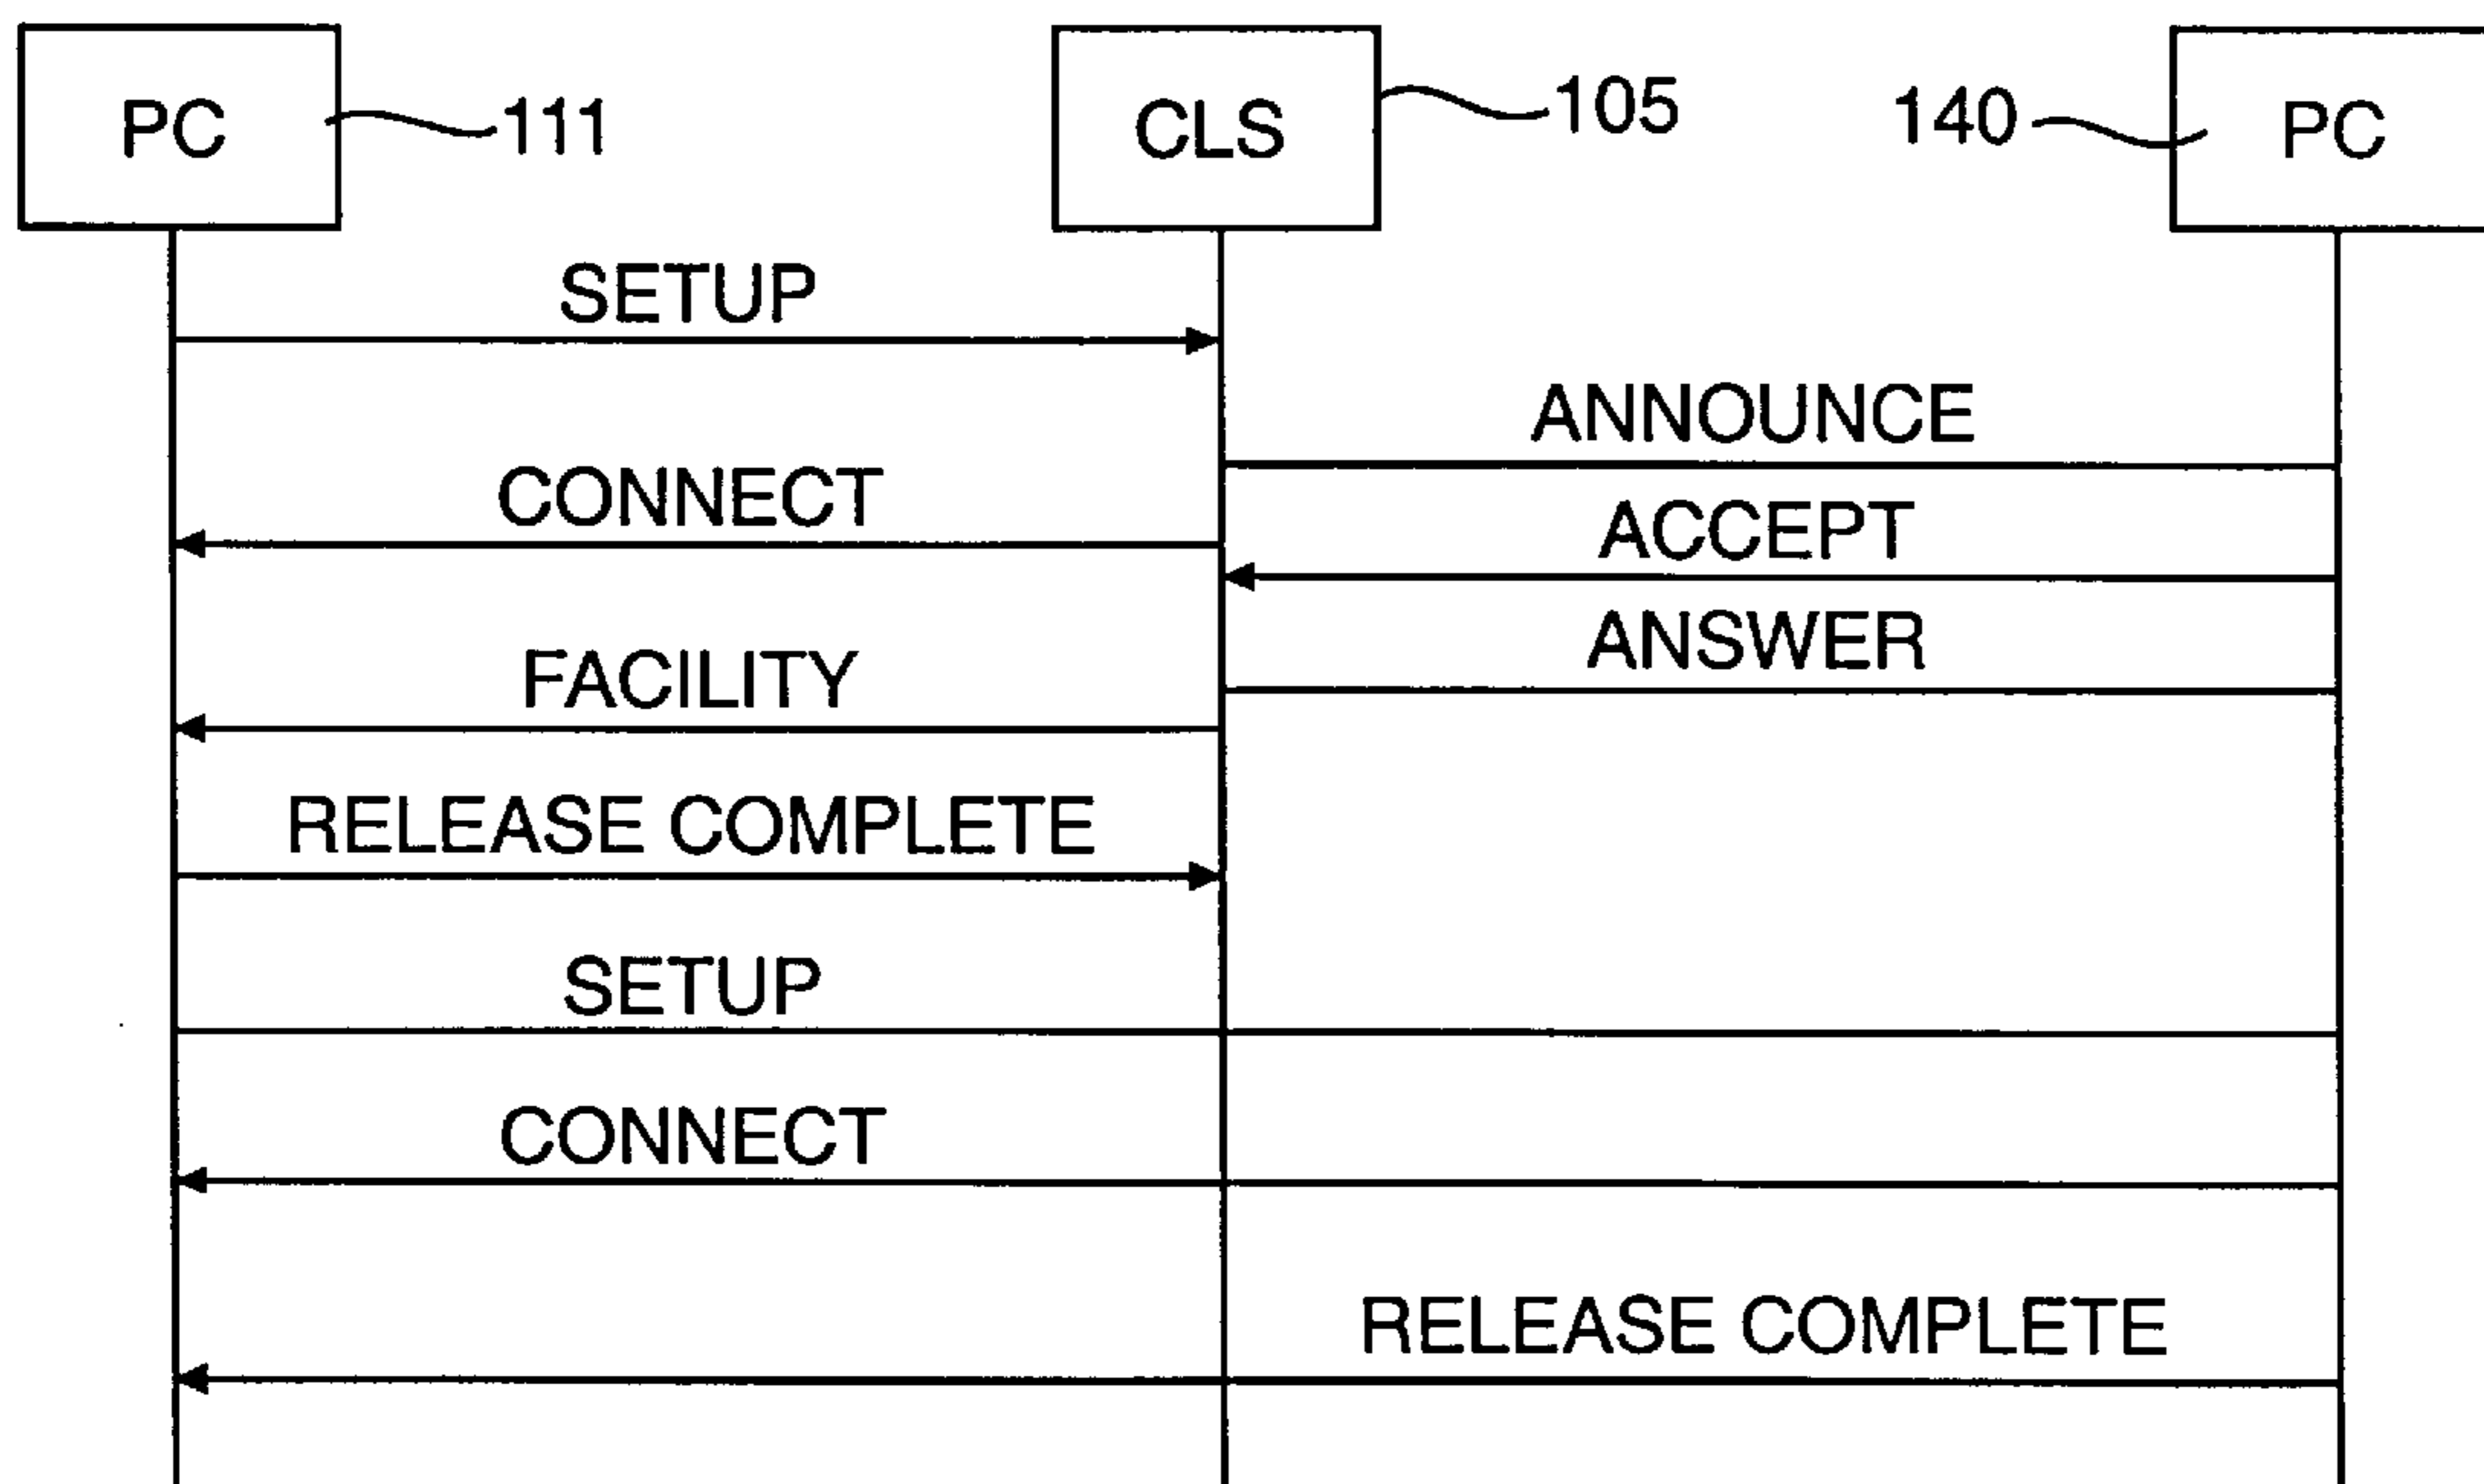 PC
111
CLS
105
140
PC
SETUP
ANNOUNCE
CONNECT
ACCEPT
ANSWER
FACILITY
RELEASE COMPLETE
SETUP
CONNECT
RELEASE COMPLETE